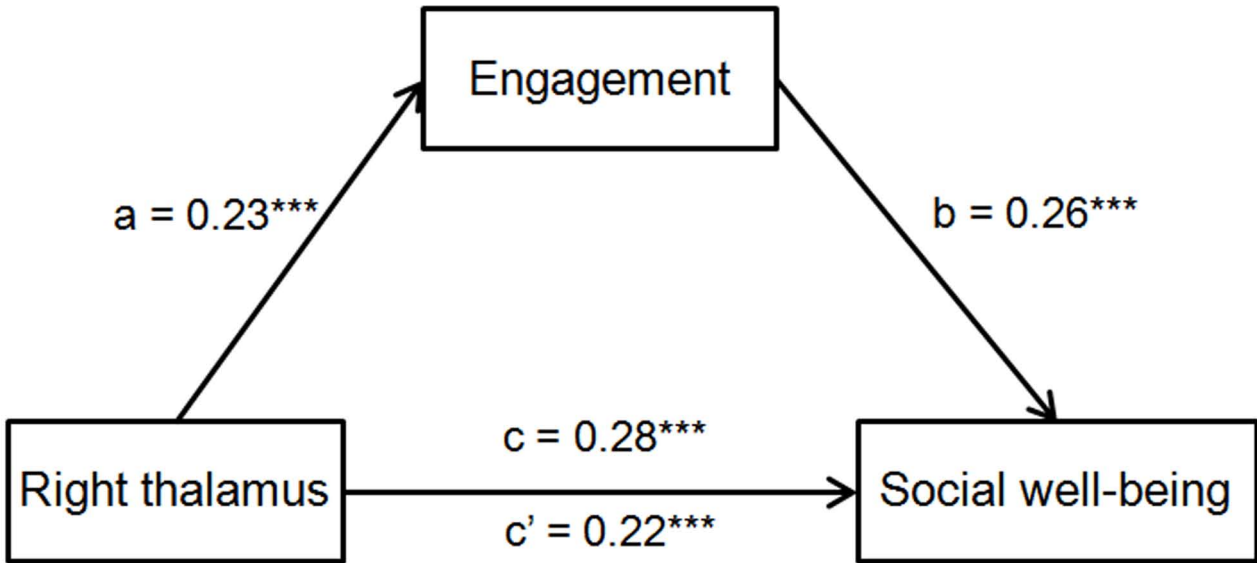 Engagement
a = 0.23***
b = 0.26***
c = 0.28***
Right thalamus
Social well-being
c’ = 0.22***